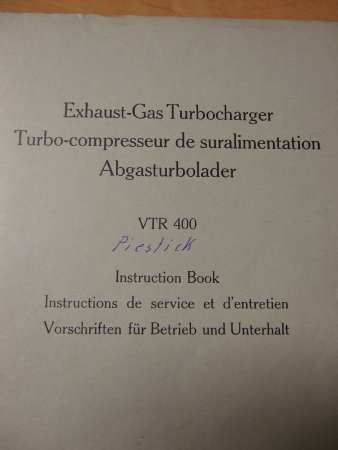 Exhaust-Gas Turbocharger
Turbo-compresseur de suralimentation
Abgasturbolader
VTR 400
Piestick
Instruction Book
Instructions de service et d'entretien
Vorschriften für Betrieb und Unterhalt